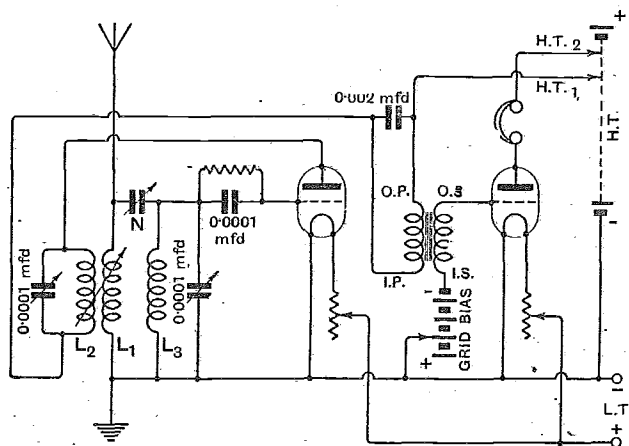 +
H.T.₂
H.T.₁
H.T.
-
0·002 mfd
O.P.
O.S
I.P.
I.S.
N
0·0001
mfd
0·0001 mfd
0·0001 mfd
L₂
L₁
L₃
-
GRID BIAS
+
-
L.T
+